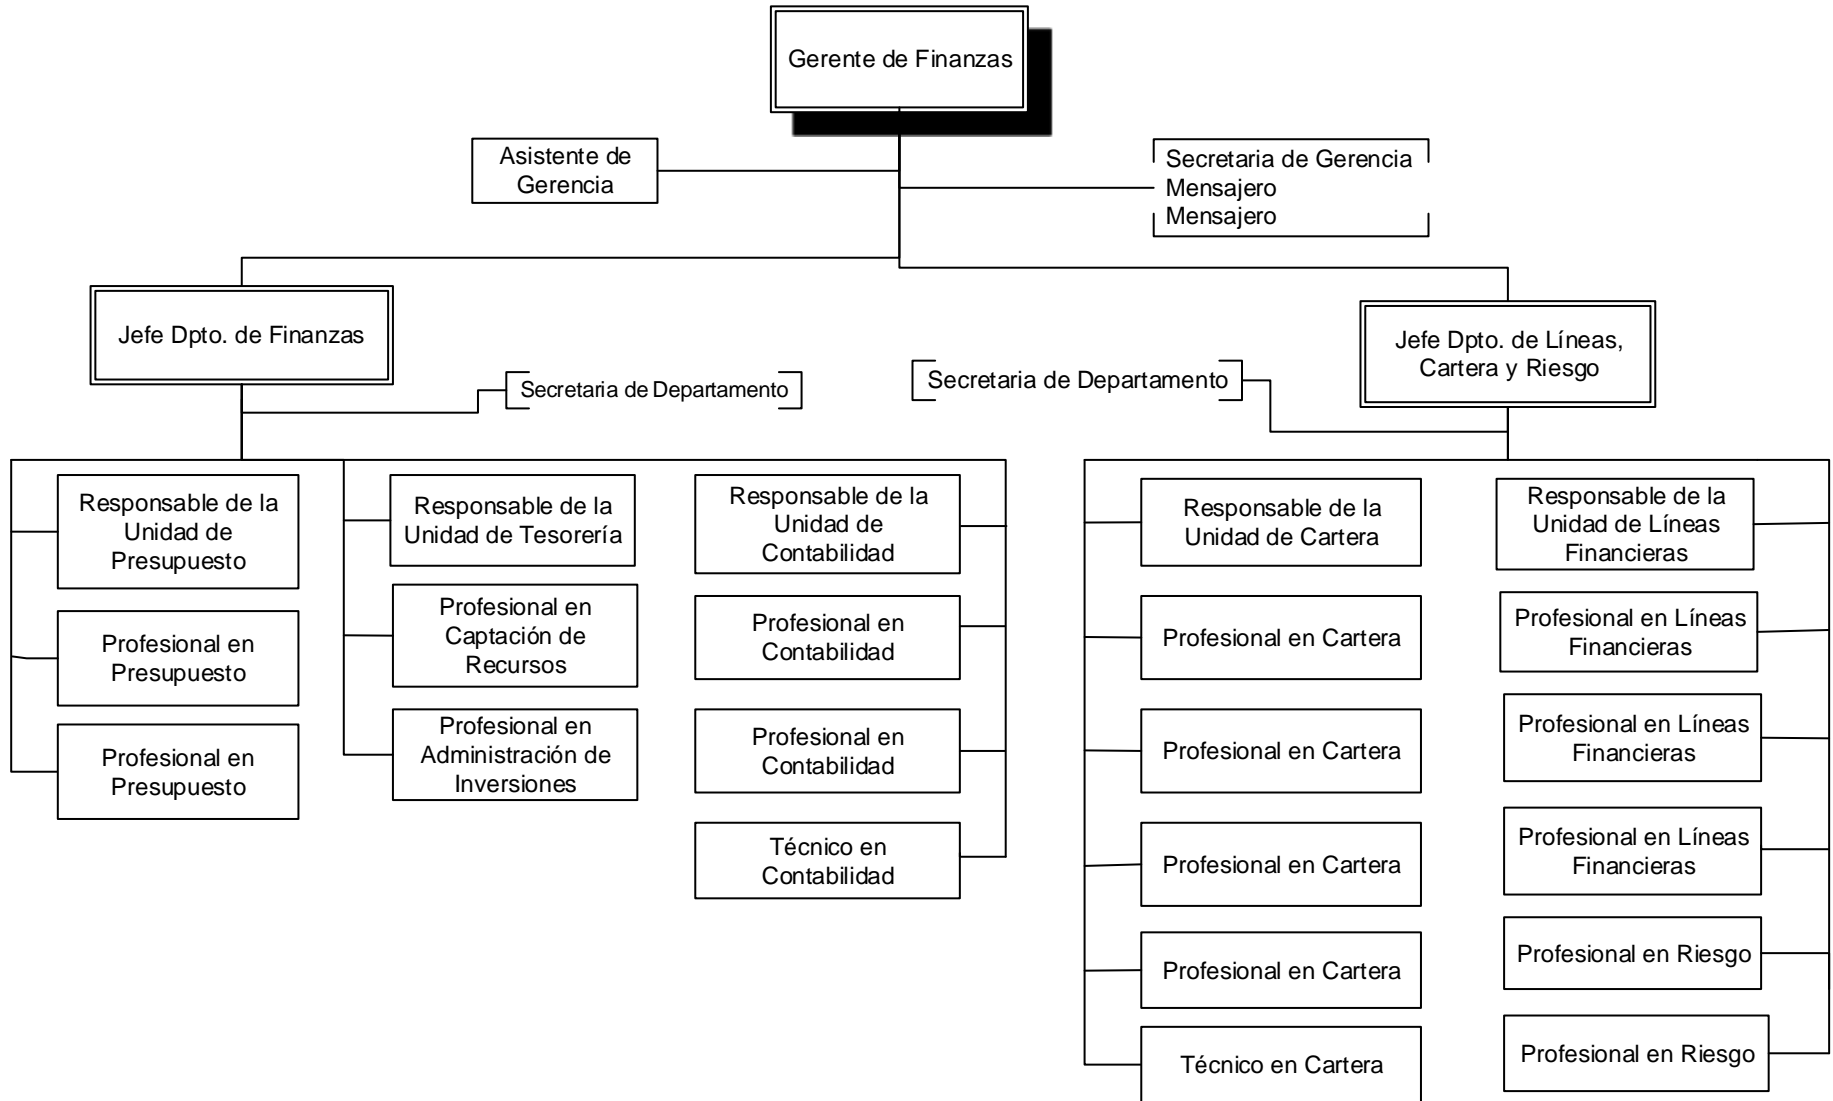 Gerente de Finanzas
Asistente de
Gerencia
Secretaria de Gerencia
Mensajero
Mensajero
Jefe Dpto. de Finanzas
Secretaria de Departamento
Secretaria de Departamento
Jefe Dpto. de Líneas,
Cartera y Riesgo
Responsable de la
Unidad de
Presupuesto
Profesional en
Presupuesto
Profesional en
Presupuesto
Responsable de la
Unidad de Tesorería
Profesional en
Captación de
Recursos
Profesional en
Administración de
Inversiones
Responsable de la
Unidad de
Contabilidad
Profesional en
Contabilidad
Profesional en
Contabilidad
Técnico en
Contabilidad
Responsable de la
Unidad de Cartera
Profesional en Cartera
Profesional en Cartera
Profesional en Cartera
Profesional en Cartera
Técnico en Cartera
Responsable de la
Unidad de Líneas
Financieras
Profesional en Líneas
Financieras
Profesional en Líneas
Financieras
Profesional en Líneas
Financieras
Profesional en Riesgo
Profesional en Riesgo